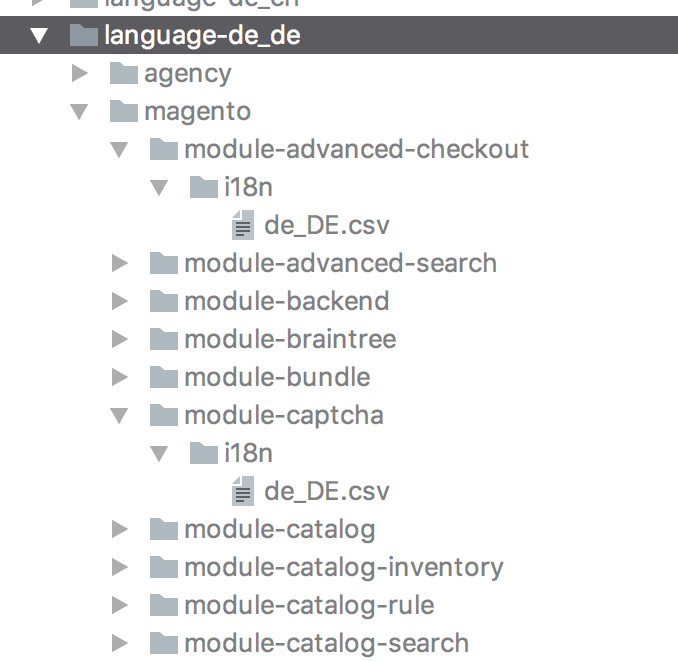 language-de_ch
language-de_de
agency
magento
module-advanced-checkout
i18n
de_DE.csv
module-advanced-search
module-backend
module-braintree
module-bundle
module-captcha
i18n
de_DE.csv
module-catalog
module-catalog-inventory
module-catalog-rule
module-catalog-search